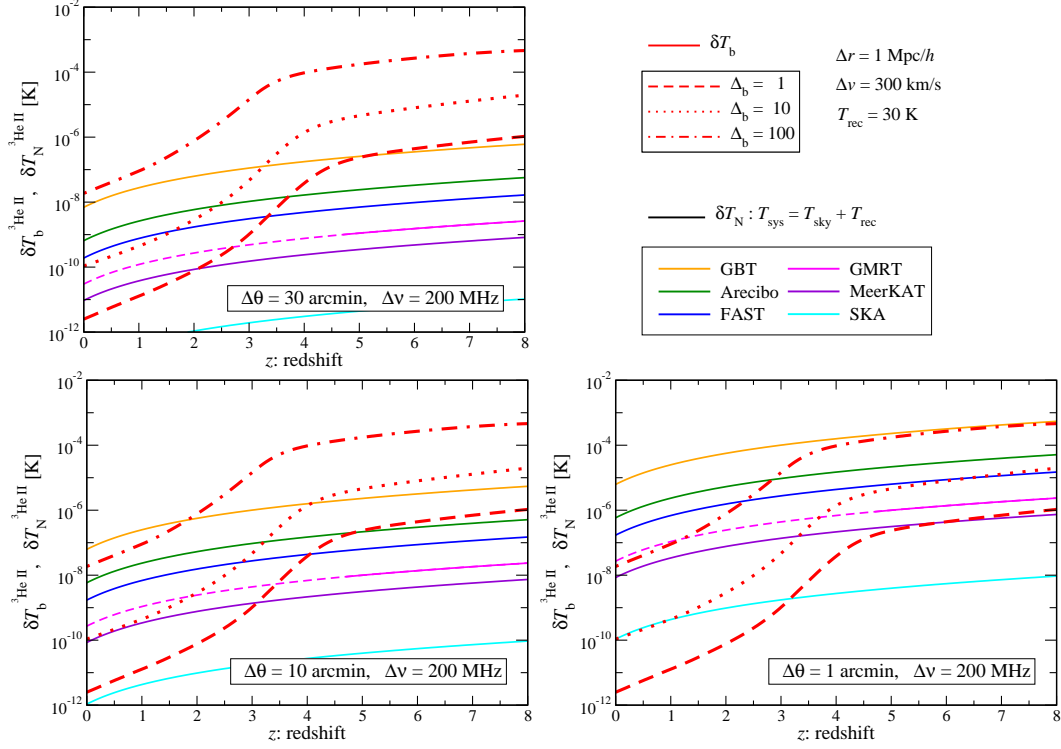 10⁻²
10⁻⁴
10⁻⁶
10⁻⁸
10⁻¹⁰
10⁻¹²
δT_b ^3He II , δT_N ^3He II [K]
0 1 2 3 4 5 6 7 8
z: redshift
Δθ = 30 arcmin, Δν = 200 MHz
δT_b
Δ_b = 1
Δ_b = 10
Δ_b = 100
Δr = 1 Mpc/h
Δv = 300 km/s
T_rec = 30 K
δT_N : T_sys = T_sky + T_rec
GBT GMRT
Arecibo MeerKAT
FAST SKA
10⁻²
10⁻⁴
10⁻⁶
10⁻⁸
10⁻¹⁰
10⁻¹²
δT_b ^3He II , δT_N ^3He II [K]
0 1 2 3 4 5 6 7 8
z: redshift
Δθ = 10 arcmin, Δν = 200 MHz
10⁻²
10⁻⁴
10⁻⁶
10⁻⁸
10⁻¹⁰
10⁻¹²
δT_b ^3He II , δT_N ^3He II [K]
0 1 2 3 4 5 6 7 8
z: redshift
Δθ = 1 arcmin, Δν = 200 MHz